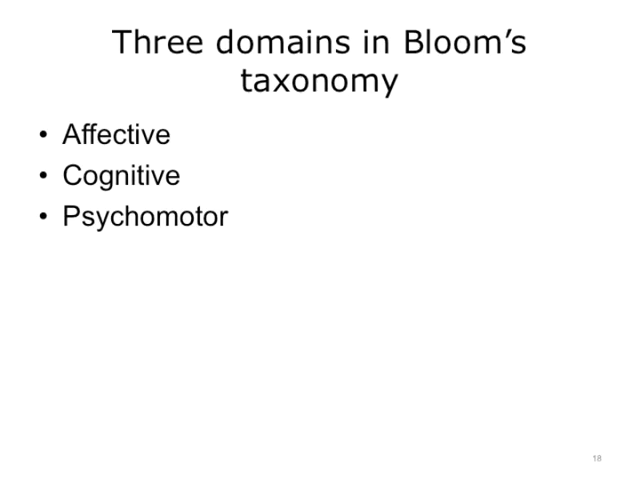 Three domains in Bloom’s
taxonomy
• Affective
• Cognitive
• Psychomotor
18